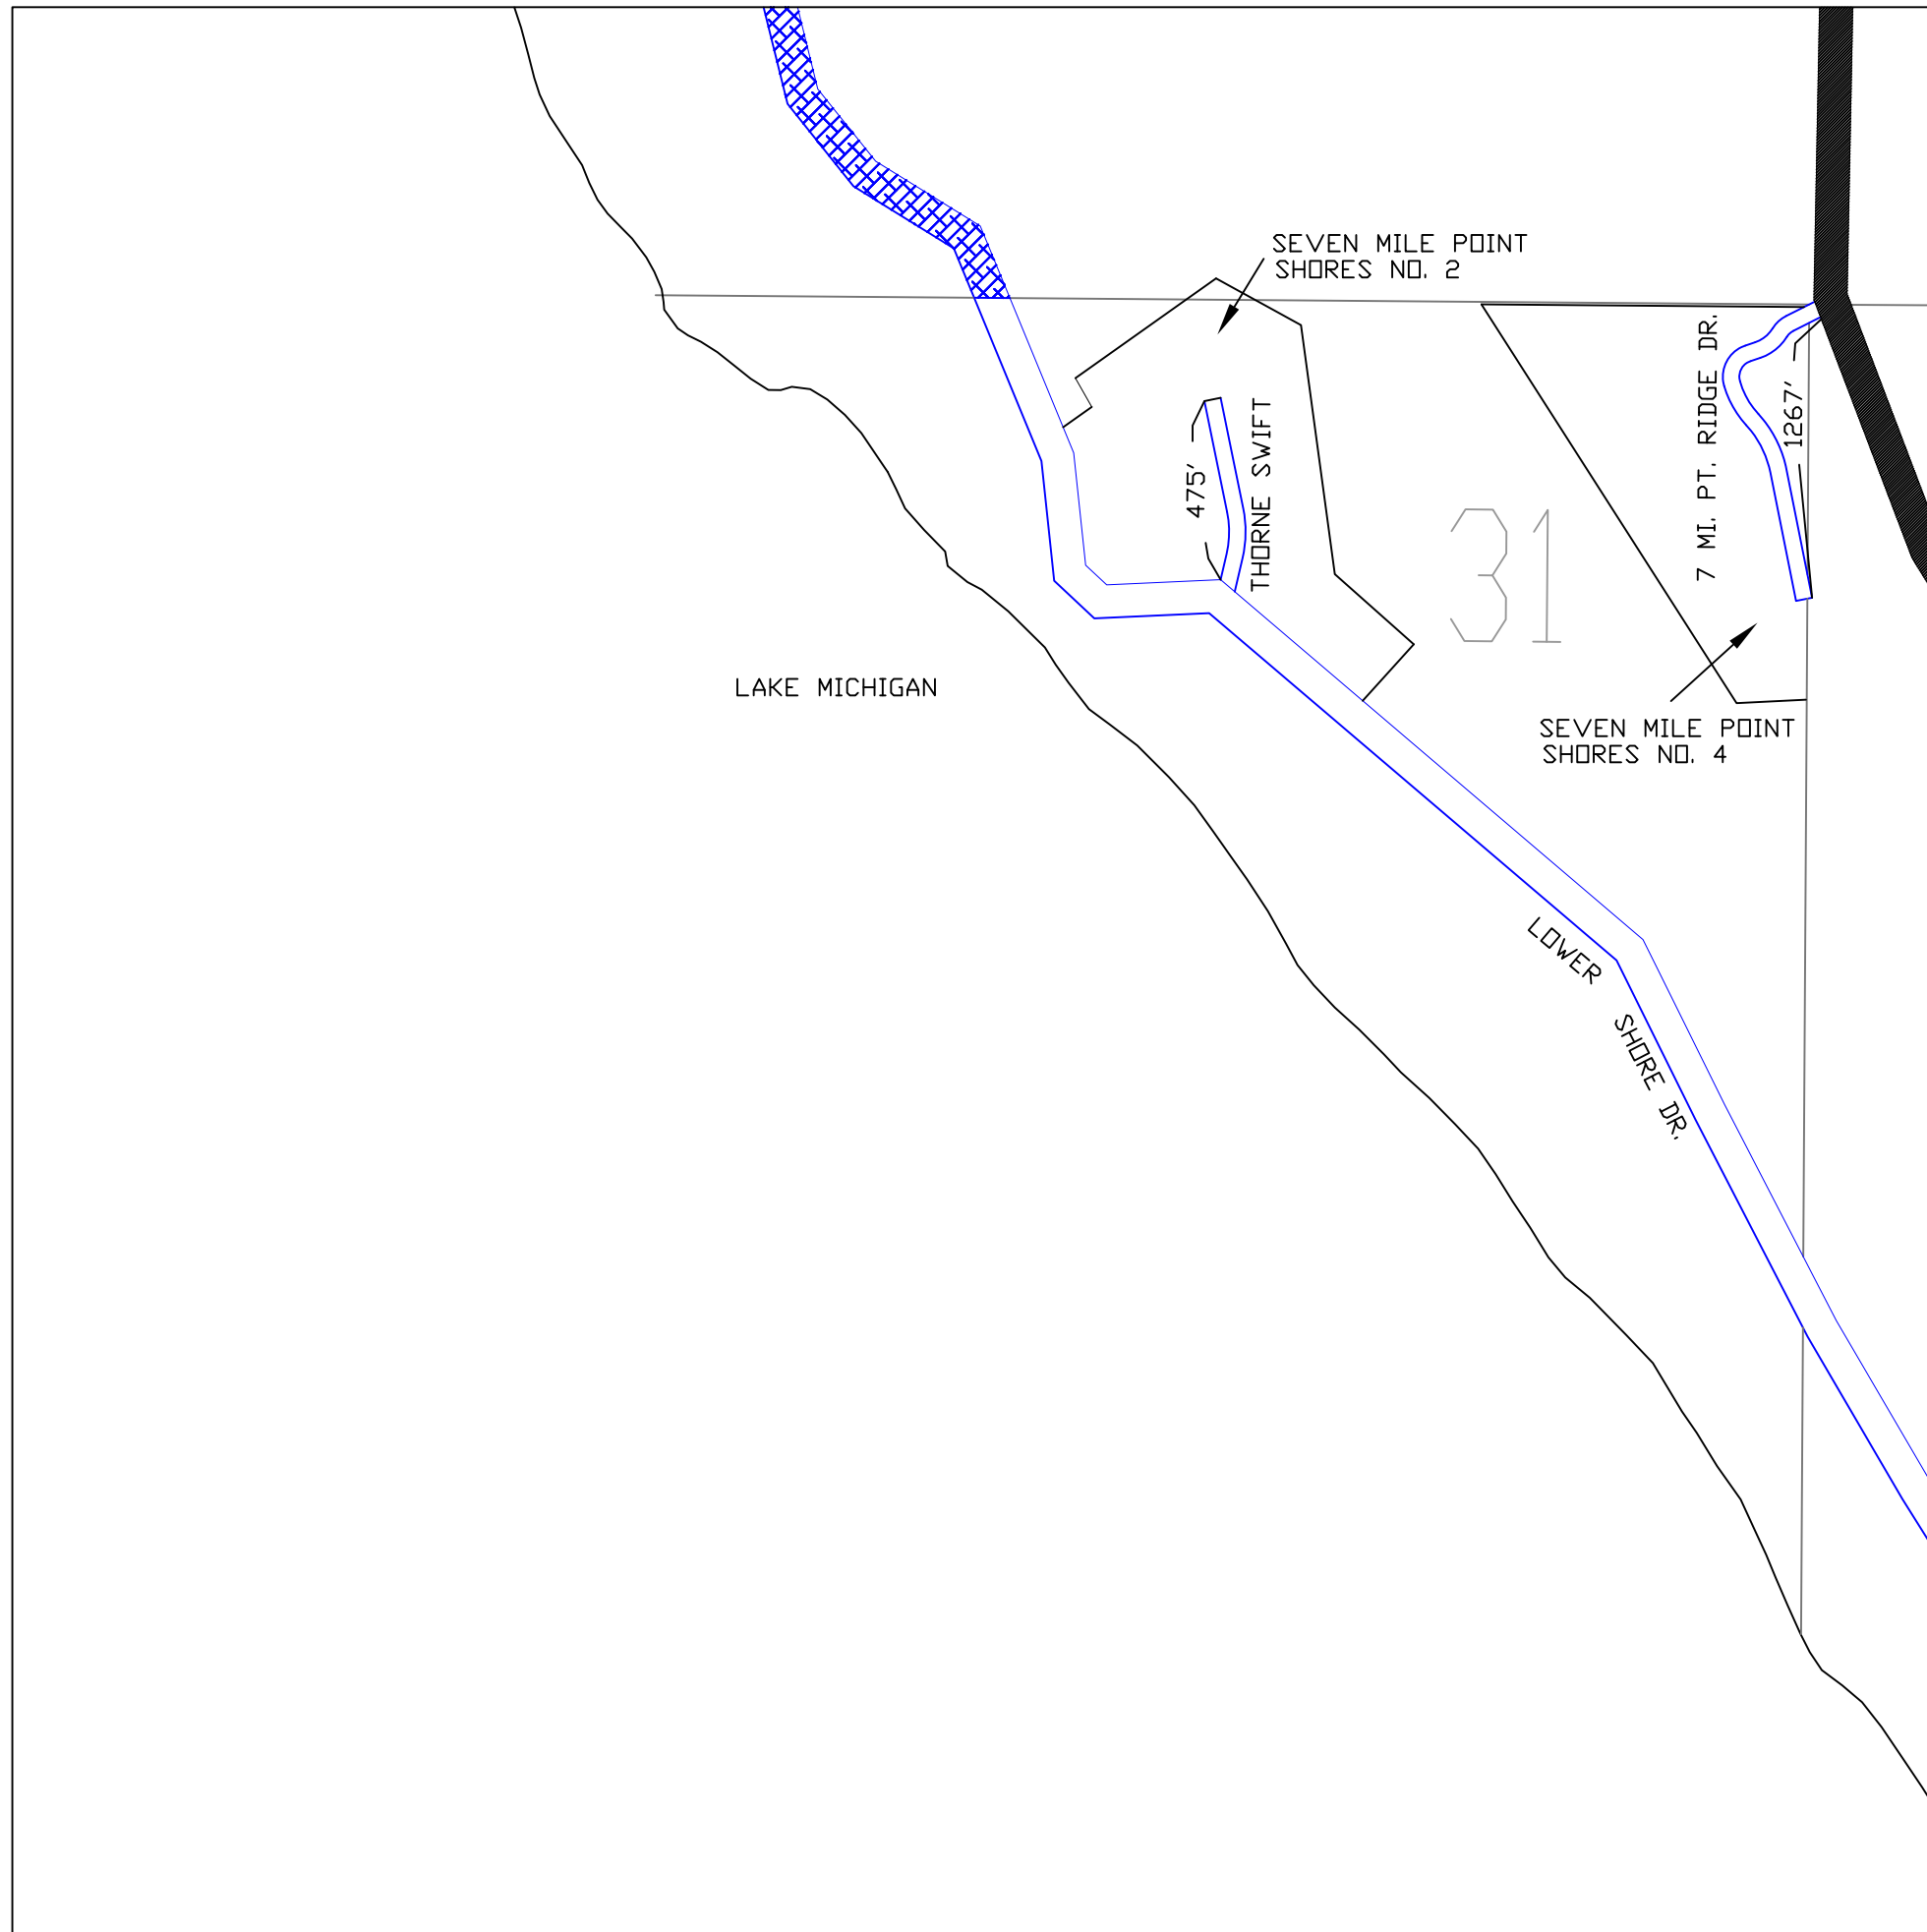 SEVEN MILE POINT
SHORES NO. 2
7 MI. PT. RIDGE DR.
1267'
475'
THORNE SWIFT
31
LAKE MICHIGAN
SEVEN MILE POINT
SHORES NO. 4
LOWER SHORE DR.